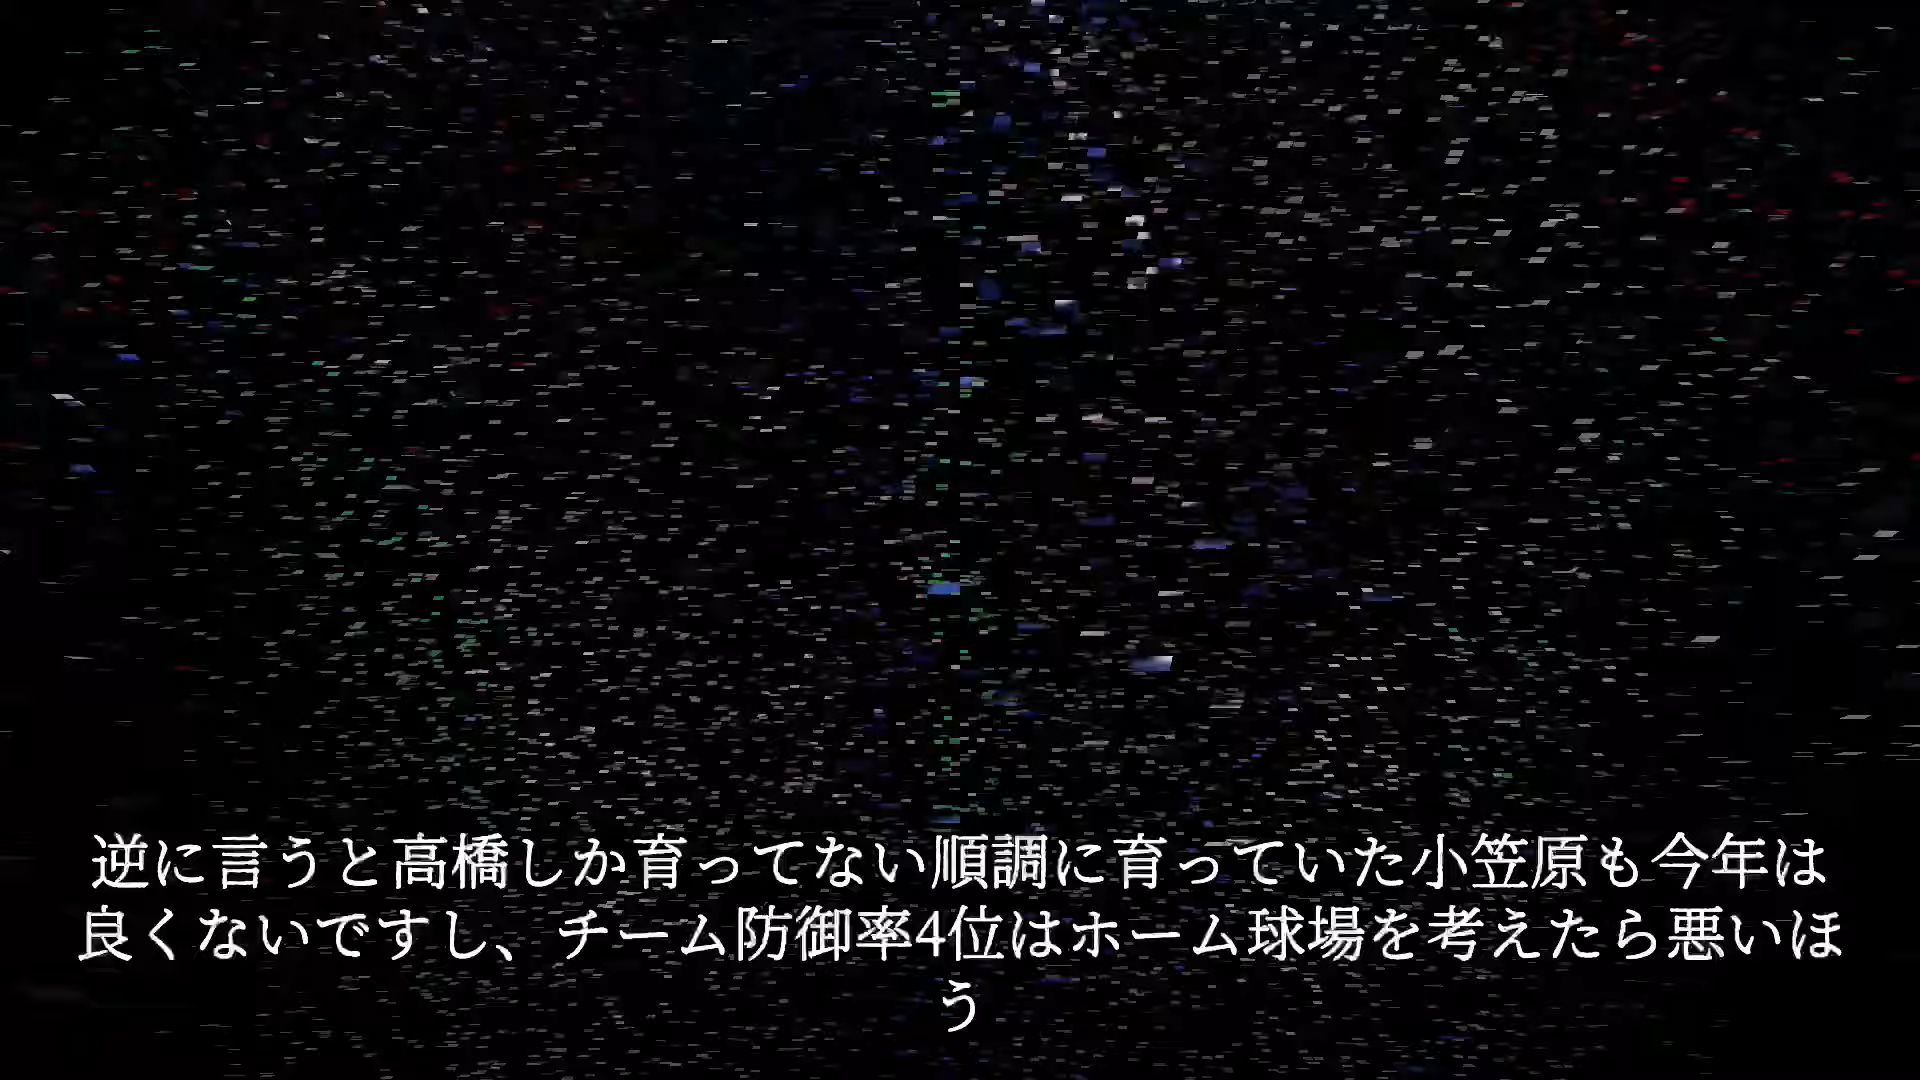 逆に言うと高橋しか育ってない順調に育っていた小笠原も今年は
良くないですし、チーム防御率4位はホーム球場を考えたら悪いほ
う